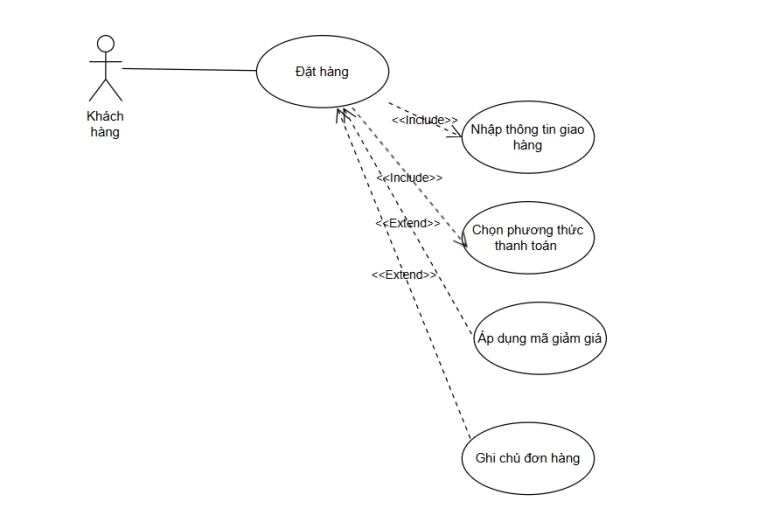 Đặt hàng
Khách
hàng
<<Include>>
Nhập thông tin giao
hàng
<<Include>>
<<Extend>>
Chọn phương thức
thanh toán
<<Extend>>
Áp dụng mã giảm giá
Ghi chú đơn hàng